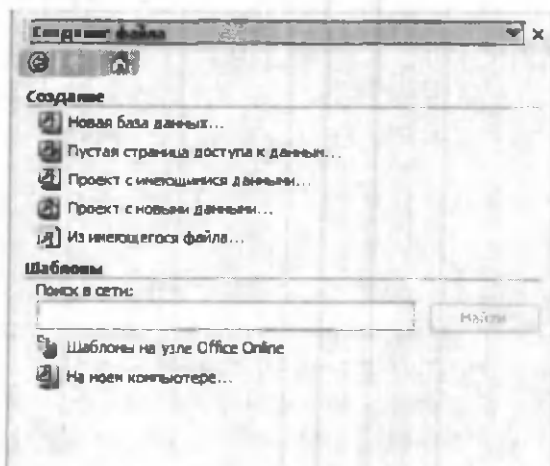 Создание файла
Создание
Новая база данных...
Пустая страница доступа к данным...
Проект с имеющимися данными...
Проект с новыми данными...
Из имеющегося файла...
Шаблоны
Поиск в сети:
Найти
Шаблоны на узле Office Online
На моем компьютере...